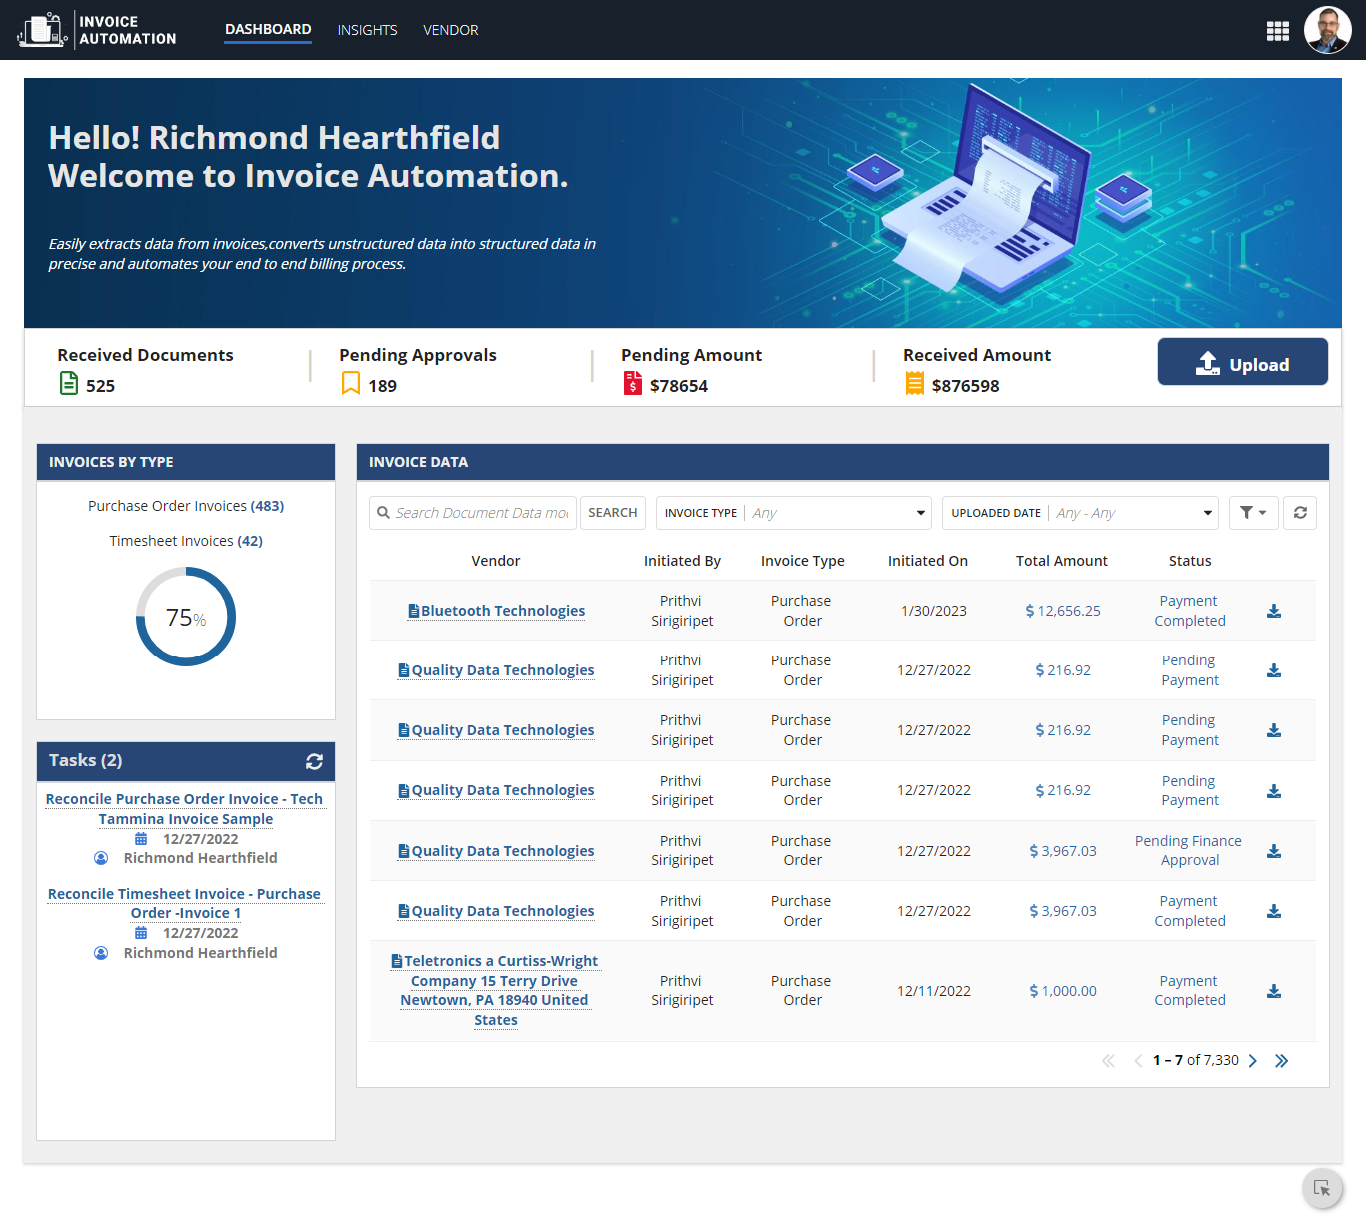 INVOICE
AUTOMATION
DASHBOARD
INSIGHTS
VENDOR
Hello! Richmond Hearthfield
Welcome to Invoice Automation.
Easily extracts data from invoices,converts unstructured data into structured data in
precise and automates your end to end billing process.
Received Documents
525
Pending Approvals
189
Pending Amount
$78654
Received Amount
$876598
Upload
INVOICES BY TYPE
Purchase Order Invoices (483)
Timesheet Invoices (42)
75%
Tasks (2)
Reconcile Purchase Order Invoice - Tech
Tammina Invoice Sample
12/27/2022
Richmond Hearthfield
Reconcile Timesheet Invoice - Purchase
Order -Invoice 1
12/27/2022
Richmond Hearthfield
INVOICE DATA
Search Document Data mo
SEARCH
INVOICE TYPE Any
UPLOADED DATE Any - Any
Vendor Initiated By Invoice Type Initiated On Total Amount Status
Bluetooth Technologies Prithvi Sirigiripet Purchase Order 1/30/2023 $ 12,656.25 Payment Completed
Quality Data Technologies Prithvi Sirigiripet Purchase Order 12/27/2022 $ 216.92 Pending Payment
Quality Data Technologies Prithvi Sirigiripet Purchase Order 12/27/2022 $ 216.92 Pending Payment
Quality Data Technologies Prithvi Sirigiripet Purchase Order 12/27/2022 $ 216.92 Pending Payment
Quality Data Technologies Prithvi Sirigiripet Purchase Order 12/27/2022 $ 3,967.03 Pending Finance Approval
Quality Data Technologies Prithvi Sirigiripet Purchase Order 12/27/2022 $ 3,967.03 Payment Completed
Teletronics a Curtiss-Wright
Company 15 Terry Drive
Newtown, PA 18940 United
States
Prithvi Sirigiripet Purchase Order 12/11/2022 $ 1,000.00 Payment Completed
1 – 7 of 7,330